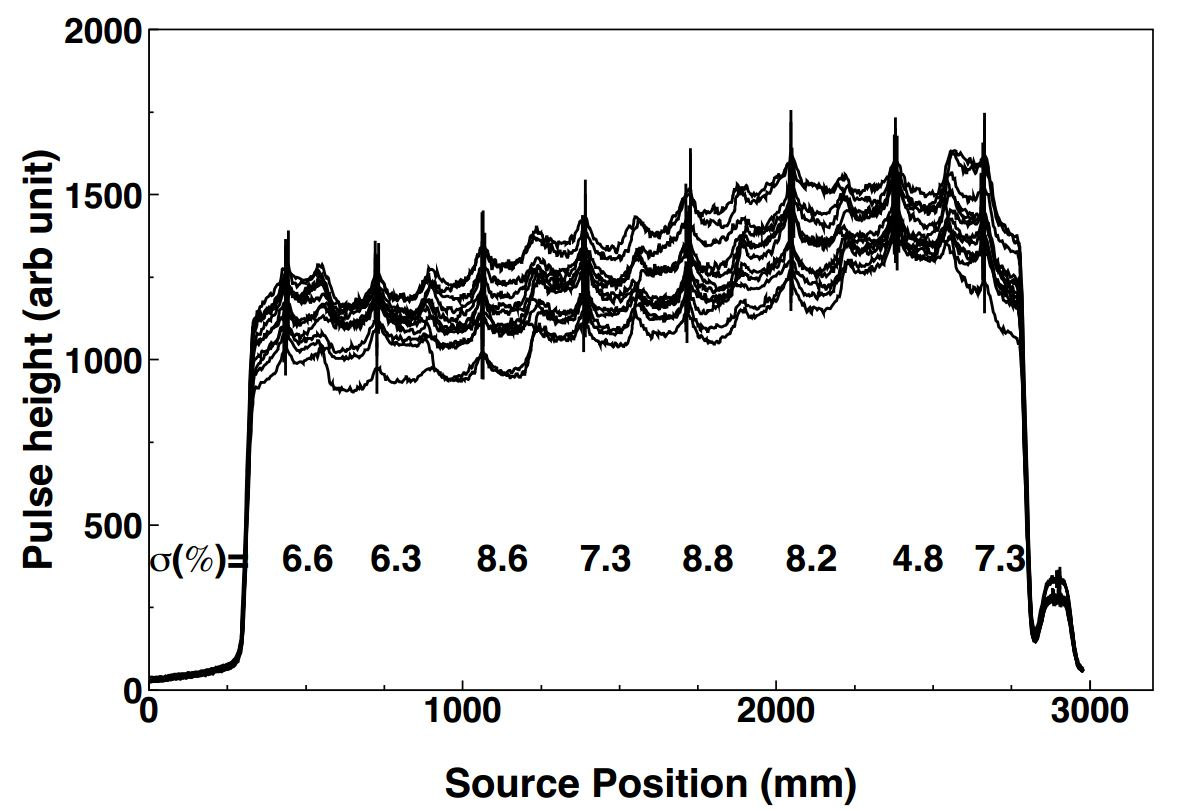 2000
1500
1000
500
0
Pulse height (arb unit)
σ(%)= 6.6 6.3 8.6 7.3 8.8 8.2 4.8 7.3
0 1000 2000 3000
Source Position (mm)